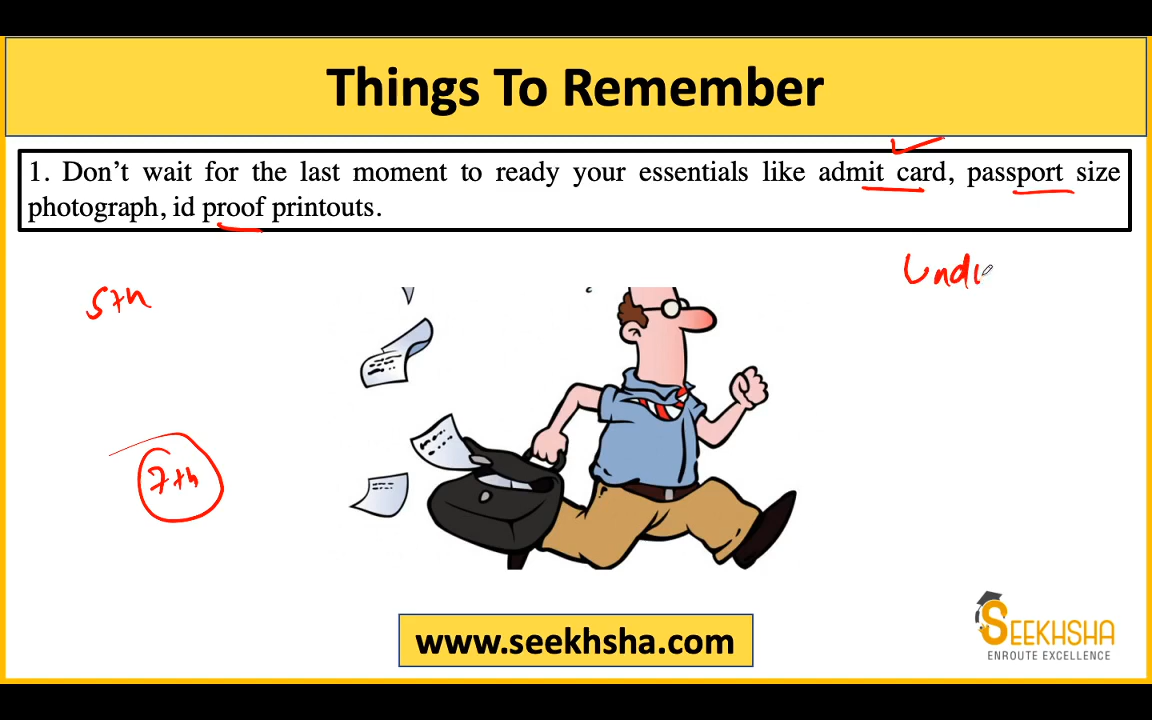 Things To Remember
1. Don’t wait for the last moment to ready your essentials like admit card, passport size
photograph, id proof printouts.
5th
7th
www.seekhsha.com
SEEKHSHA
ENROUTE EXCELLENCE